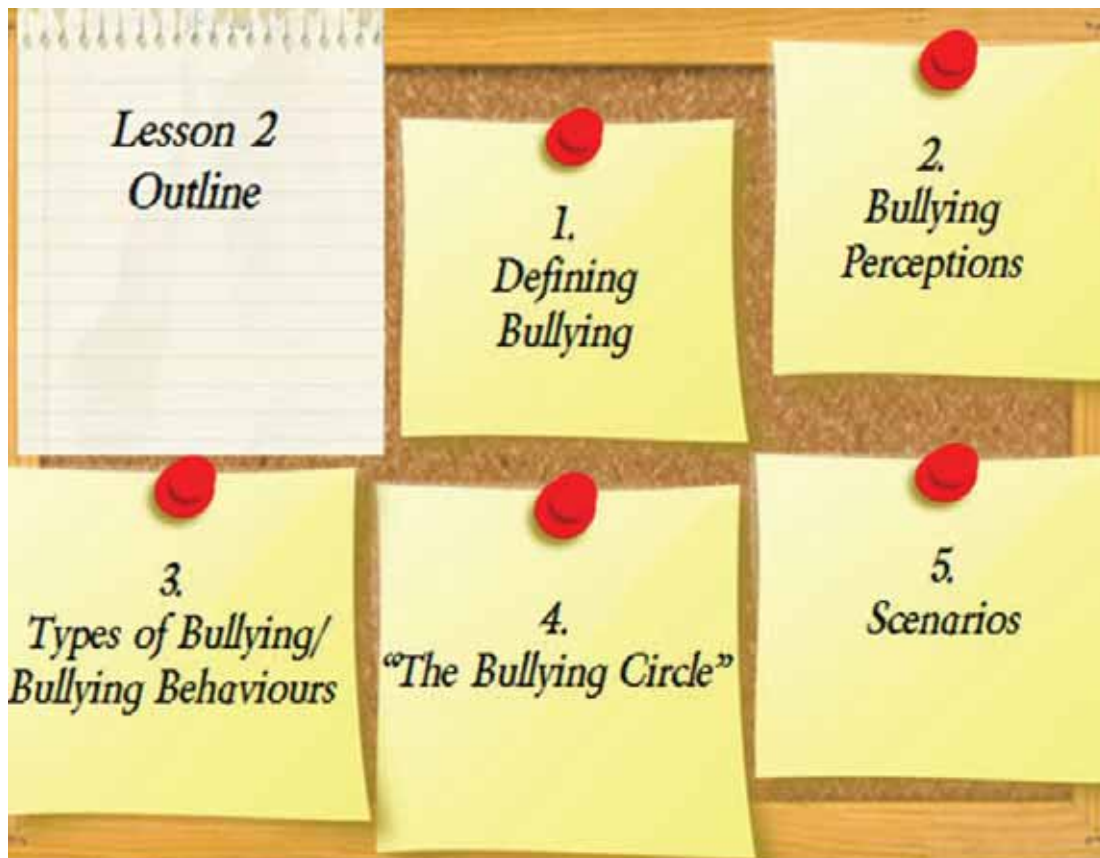 Lesson 2
Outline
1.
Defining
Bullying
2.
Bullying
Perceptions
3.
Types of Bullying/
Bullying Behaviours
4.
“The Bullying Circle”
5.
Scenarios